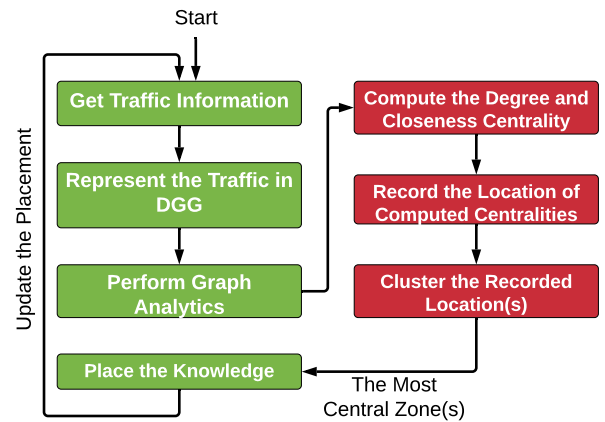 Start
Get Traffic Information
Represent the Traffic in
DGG
Perform Graph
Analytics
Place the Knowledge
Update the Placement
Compute the Degree and
Closeness Centrality
Record the Location of
Computed Centralities
Cluster the Recorded
Location(s)
The Most
Central Zone(s)